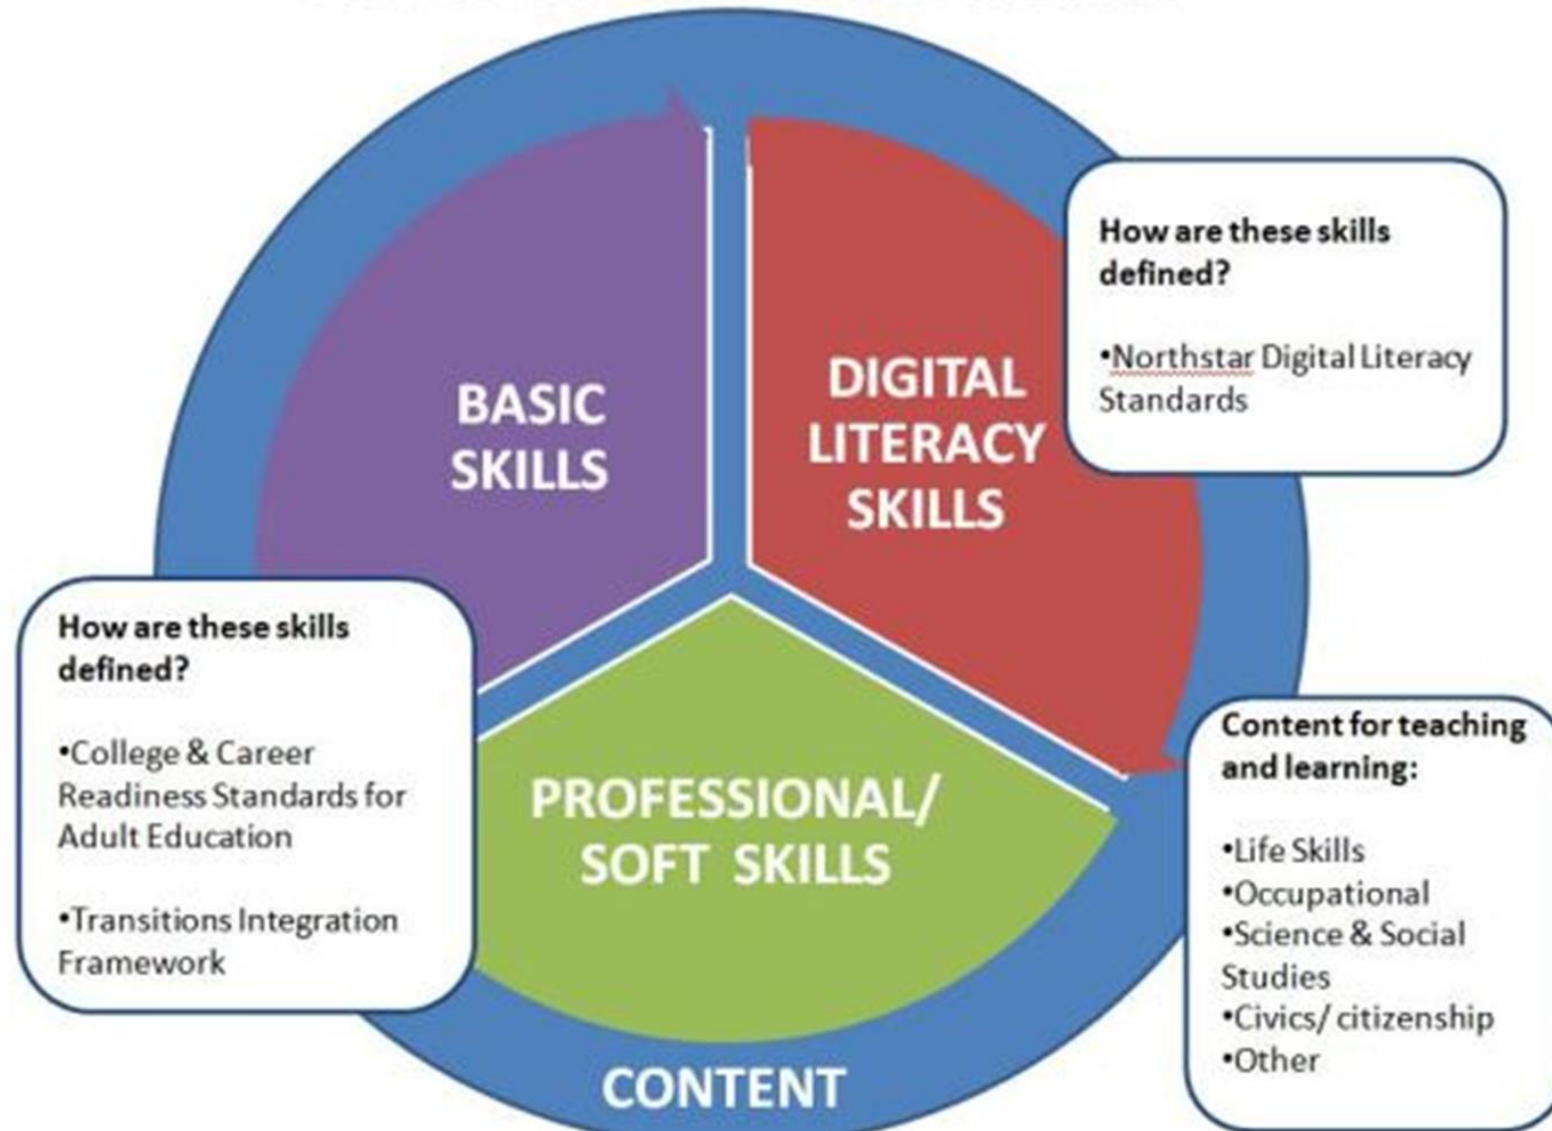 BASIC
SKILLS
DIGITAL
LITERACY
SKILLS
How are these skills
defined?
•Northstar Digital Literacy
Standards
How are these skills
defined?
•College & Career
Readiness Standards for
Adult Education
•Transitions Integration
Framework
PROFESSIONAL/
SOFT SKILLS
Content for teaching
and learning:
•Life Skills
•Occupational
•Science & Social
Studies
•Civics/ citizenship
•Other
CONTENT